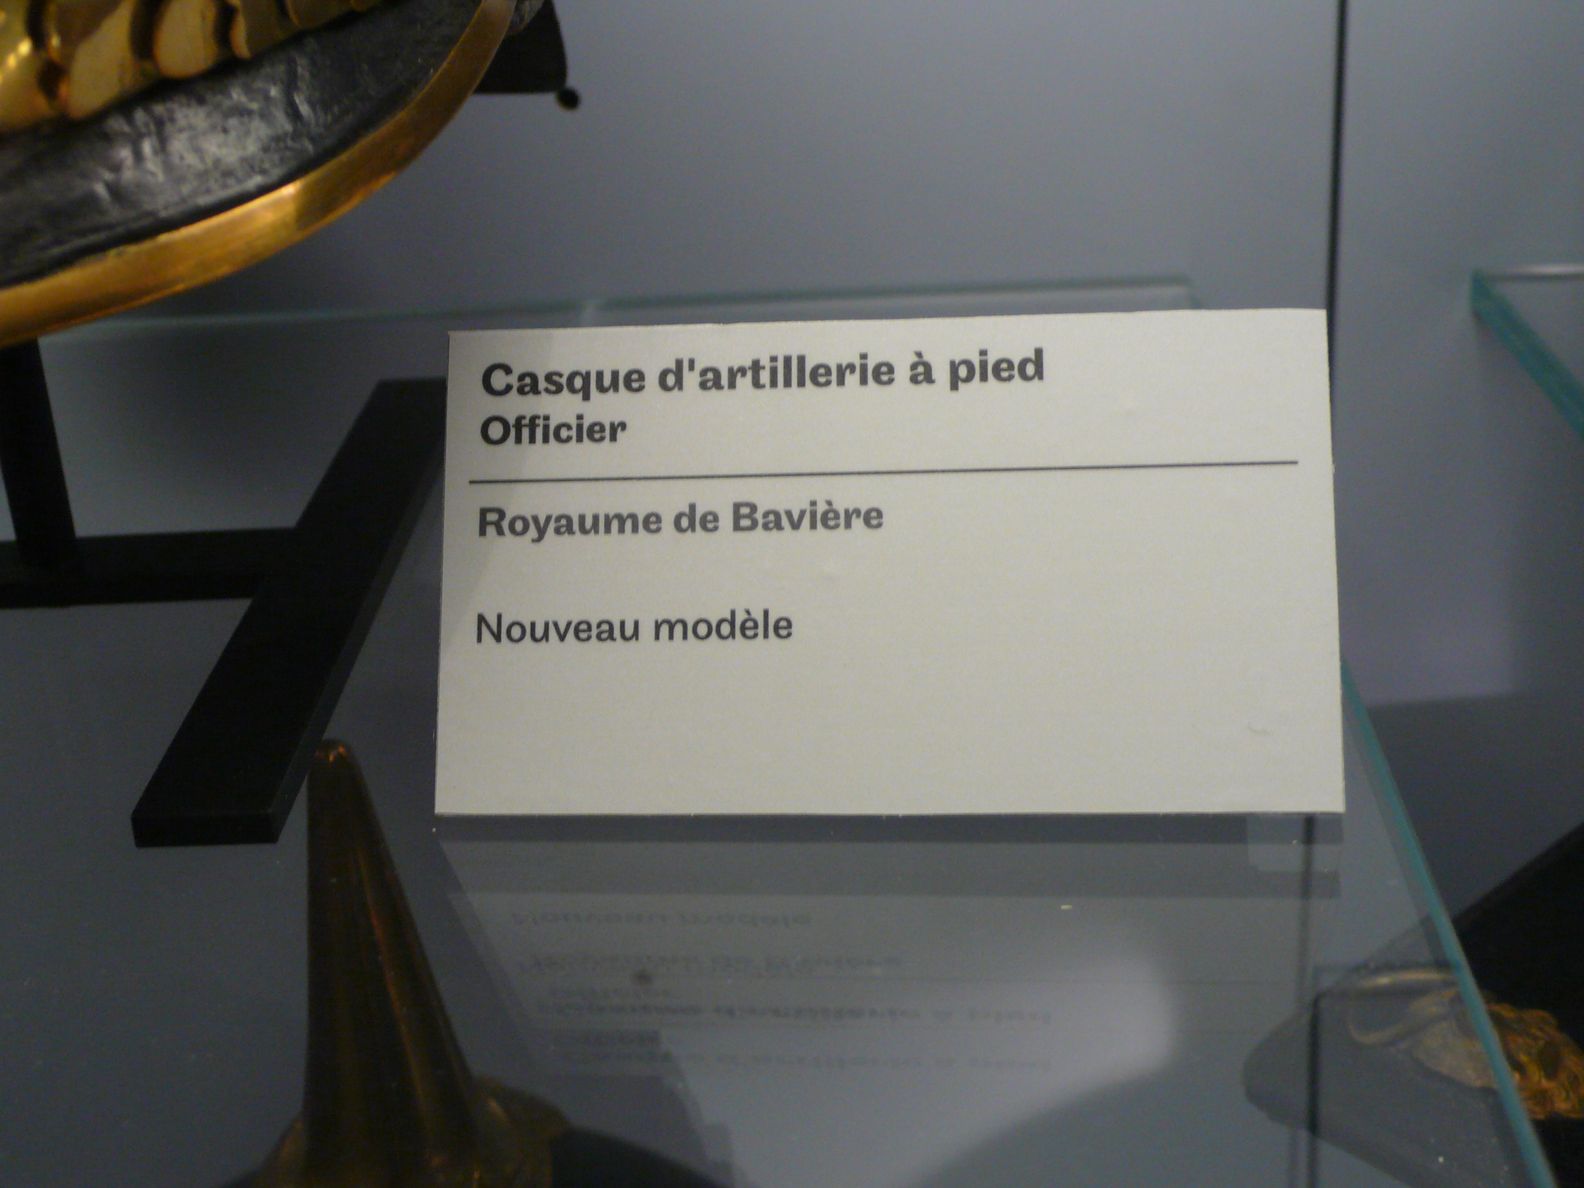 Casque d'artillerie à pied
Officier
Royaume de Bavière
Nouveau modèle